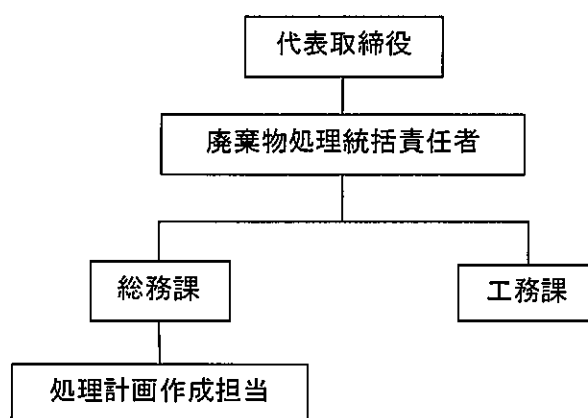 代表取締役
廃棄物処理統括責任者
総務課
工務課
処理計画作成担当